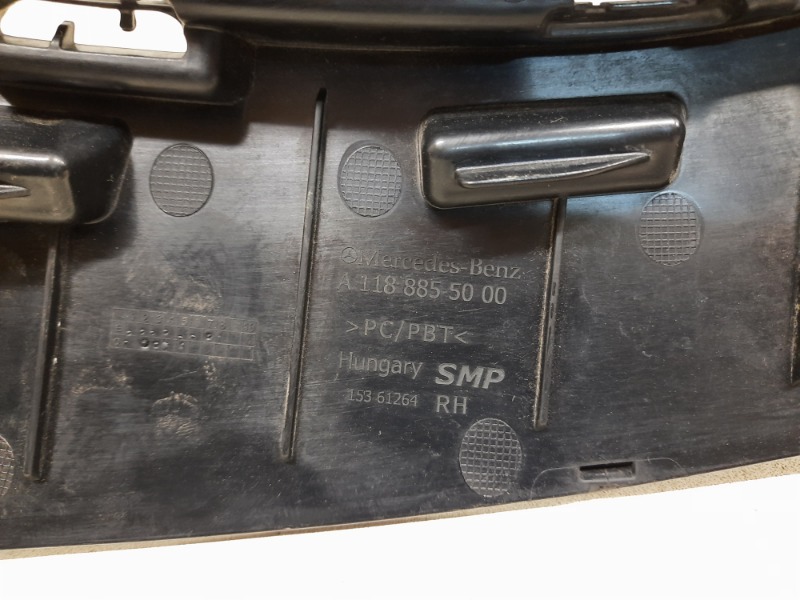 Mercedes-Benz
A 118 885 50 00
>PC/PBT<
Hungary SMP
153 61264 RH